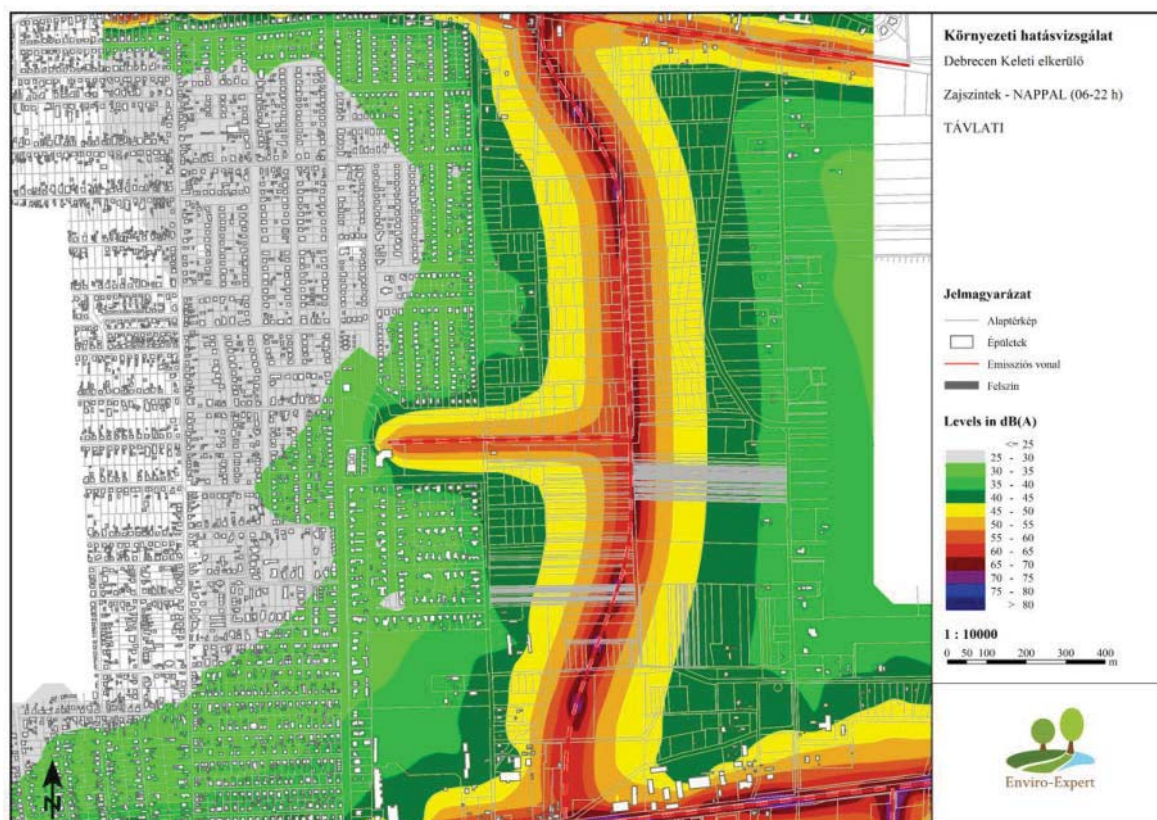 Környezeti hatásvizsgálat
Debrecen Keleti elkerülő
Zajszintek - NAPPAL (06-22 h)
TÁVLATI
Jelmagyarázat
Alaptérkép
Épületek
Emissziós vonal
Felszín
Levels in dB(A)
<= 25
25 - 30
30 - 35
35 - 40
40 - 45
45 - 50
50 - 55
55 - 60
60 - 65
65 - 70
70 - 75
75 - 80
> 80
1 : 10000
0 50 100 200 300 400
m
N
Enviro-Expert